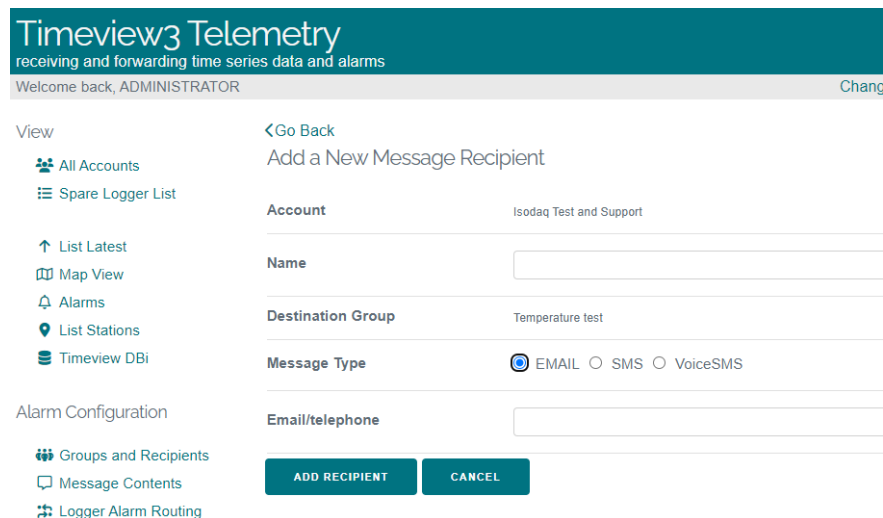 Timeview3 Telemetry
receiving and forwarding time series data and alarms
Welcome back, ADMINISTRATOR
View
All Accounts
Spare Logger List
List Latest
Map View
Alarms
List Stations
Timeview DBi
Alarm Configuration
Groups and Recipients
Message Contents
Logger Alarm Routing
Go Back
Add a New Message Recipient
Account Isodaq Test and Support
Name
Destination Group Temperature test
Message Type EMAIL SMS VoiceSMS
Email/telephone
ADD RECIPIENT CANCEL